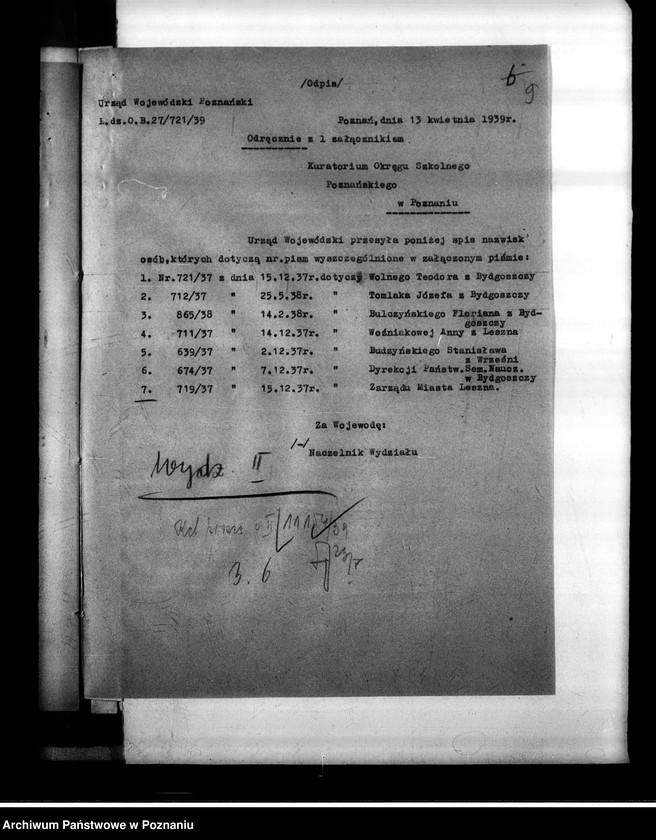 /Odpis/
6
9
Urząd Wojewódzki Poznański
L.dz.O.B.27/721/39
Poznań,dnia 13 kwietnia 1939r.
Odręcznie z 1 załącznikiem
Kuratorium Okręgu Szkolnego
Poznańskiego
w Poznaniu
Urząd Wojewódzki przesyła poniżej spis nazwisk
osób,których dotyczą nr.pism wyszczególnione w załączonym piśmie:
1. Nr.721/37 z dnia 15.12.37r.dotyczy Wolnego Teodora z Bydgoszczy
2. 712/37 " 25.5.38r. " Tomlaka Józefa z Bydgoszczy
3. 865/38 " 14.2.38r. " Bulczyńskiego Floriana z Byd-
goszczy
4. 711/37 " 14.12.37r. " Woźniakowej Anny z Leszna
5. 639/37 " 2.12.37r. " Budzyńskiego Stanisława
z Wrześni
6. 674/37 " 7.12.37r. " Dyrekcji Państw.Sem.Naucz.
w Bydgoszczy
7. 719/37 " 15.12.37r. " Zarządu Miasta Leszna.
Za Wojewodę:
/-/
Naczelnik Wydziału
Wydz II
3. 6
Archiwum Państwowe w Poznaniu